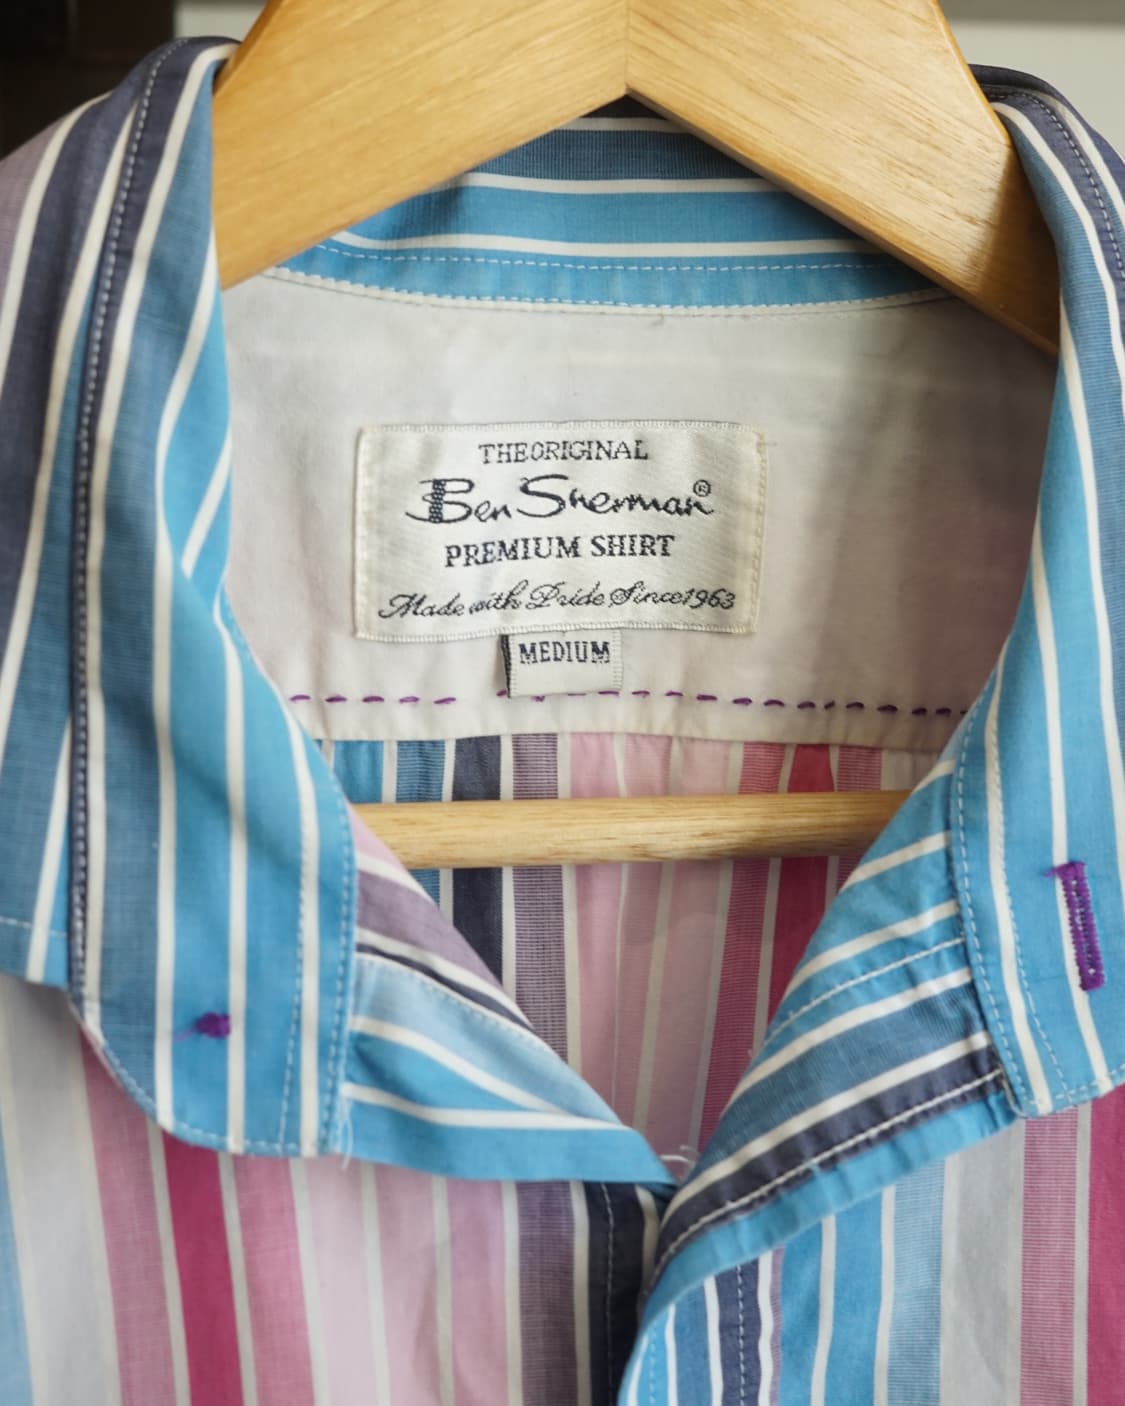 THE ORIGINAL
Ben Sherman®
PREMIUM SHIRT
Made with Pride Since 1963
MEDIUM